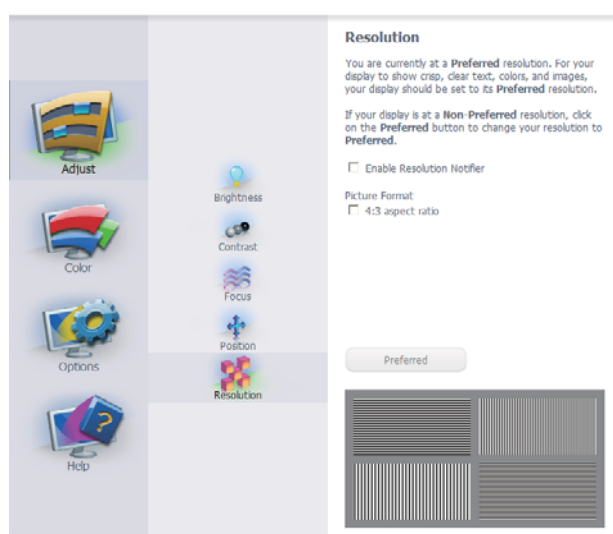 Adjust
Color
Options
Help
Brightness
Contrast
Focus
Position
Resolution
Resolution
You are currently at a Preferred resolution. For your
display to show crisp, clear text, colors, and images,
your display should be set to its Preferred resolution.
If your display is at a Non-Preferred resolution, click
on the Preferred button to change your resolution to
Preferred.
Enable Resolution Notifier
Picture Format
4:3 aspect ratio
Preferred